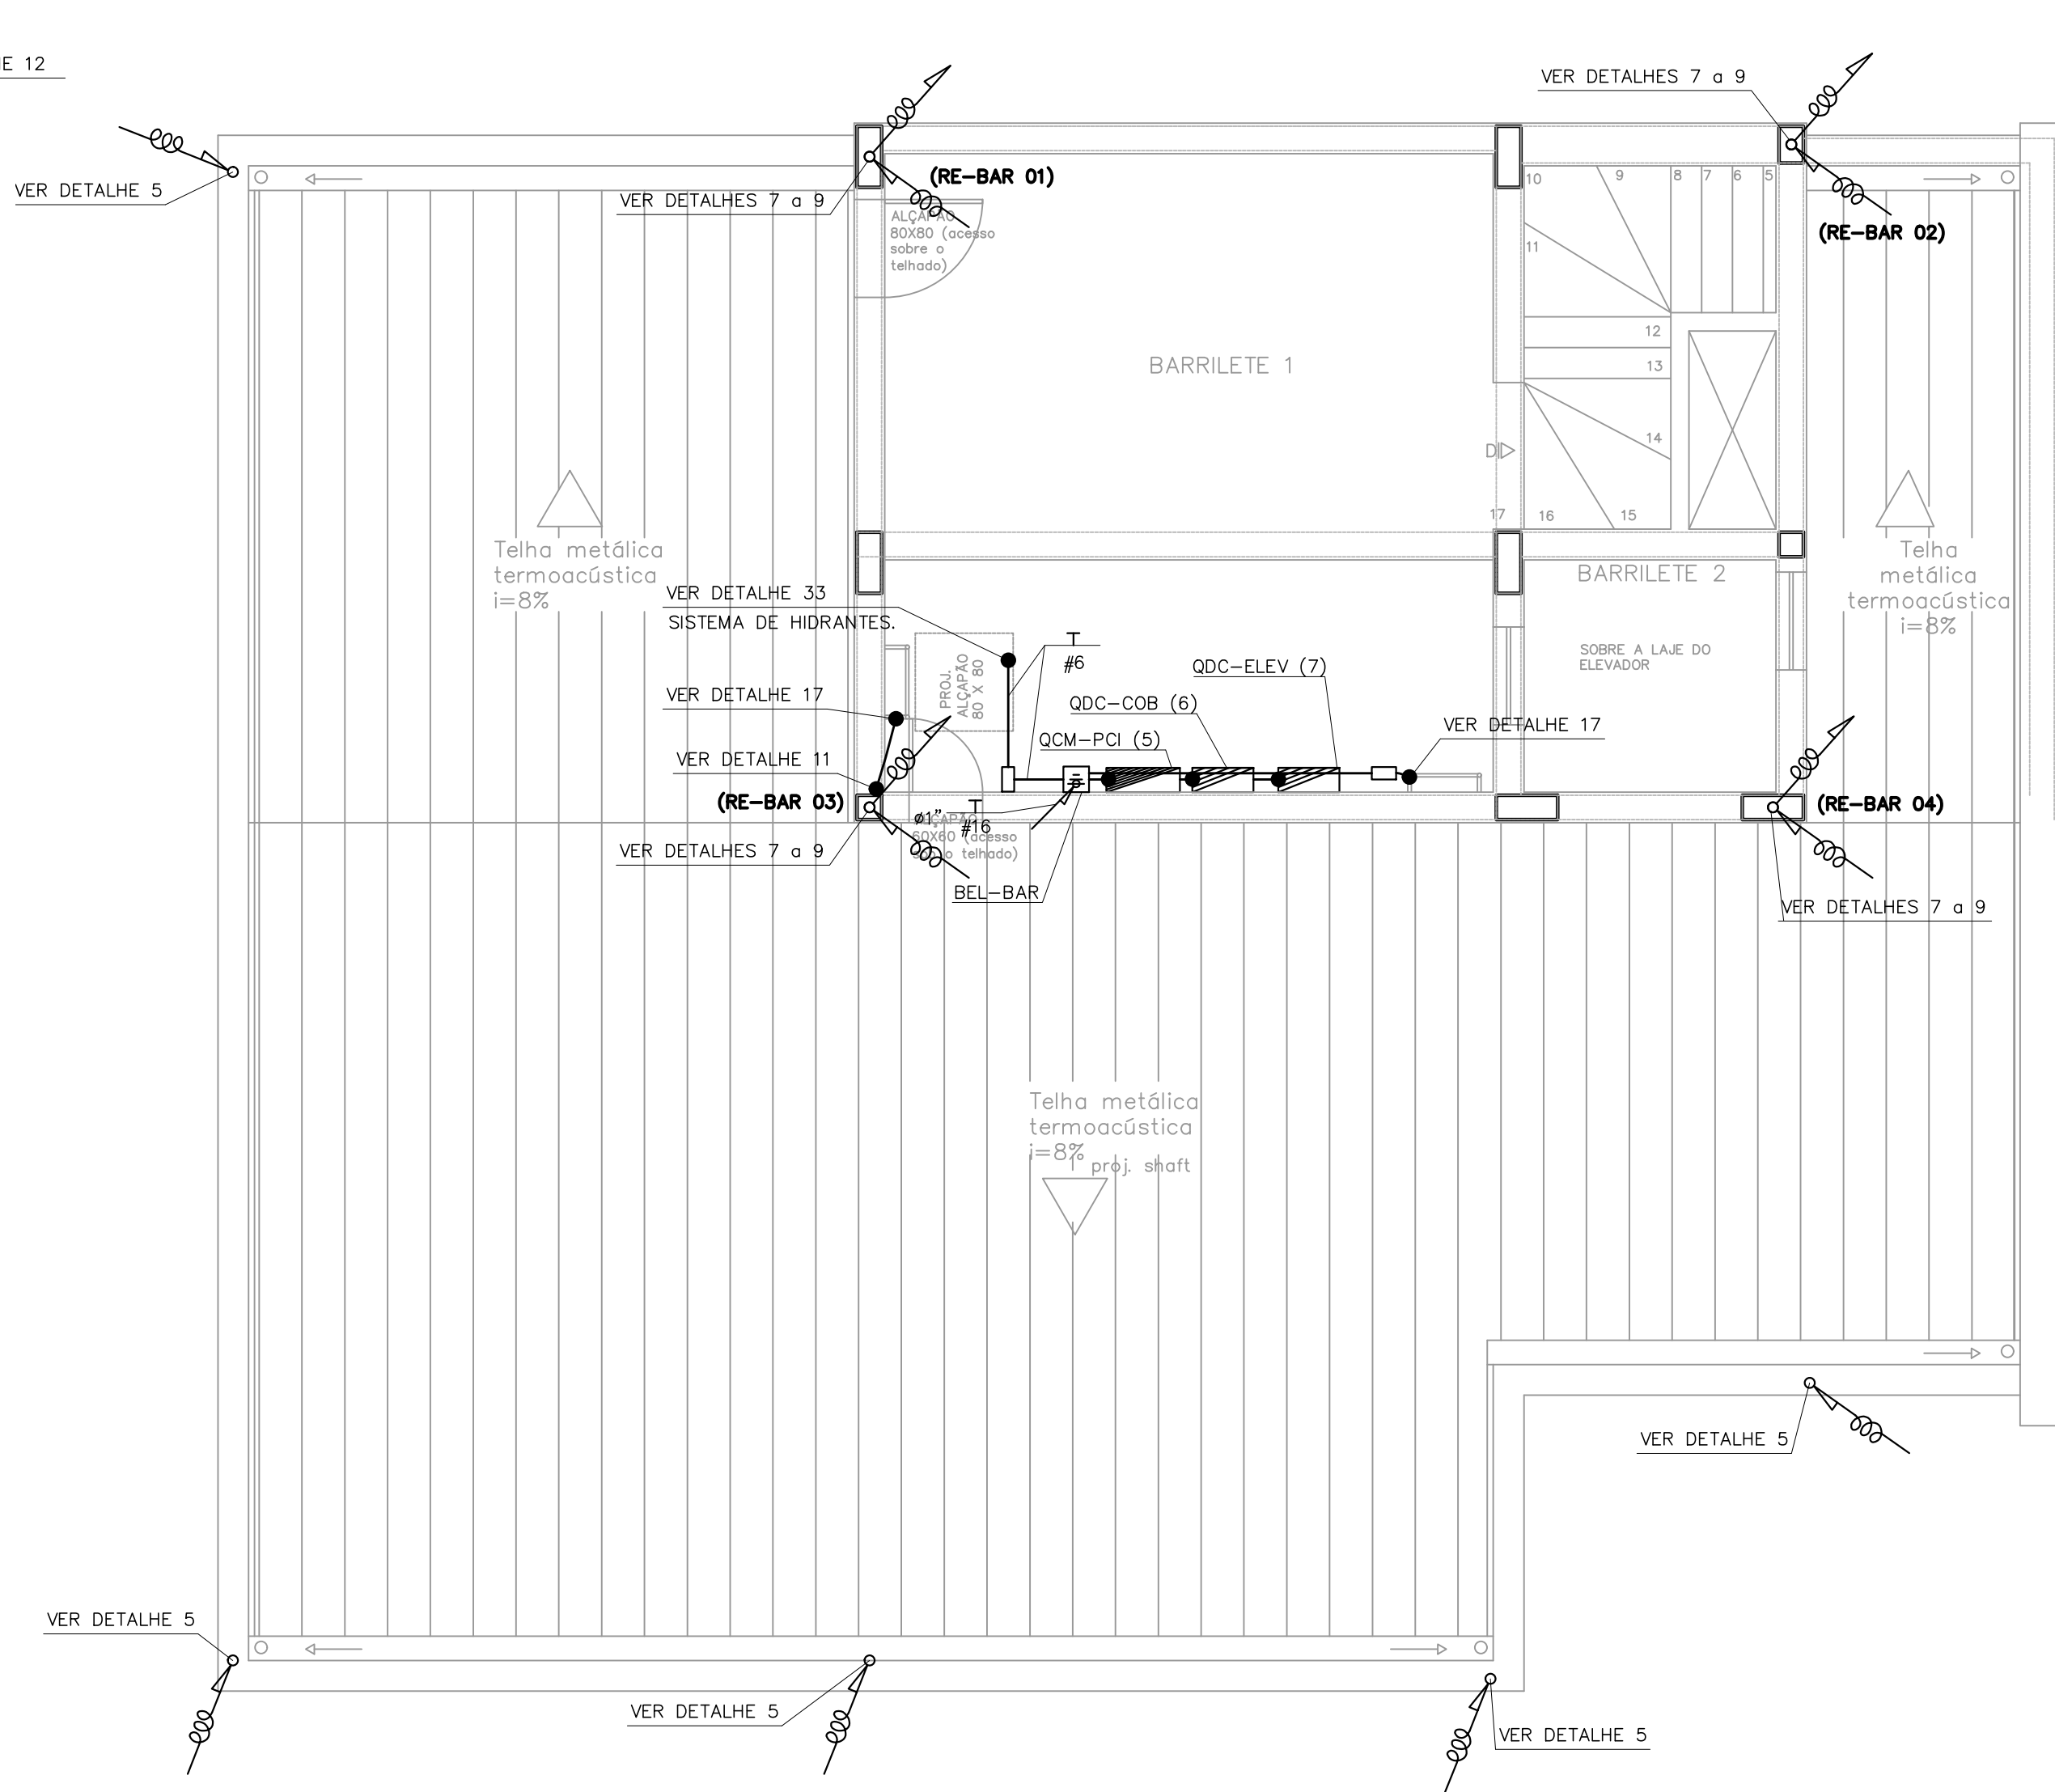 E 12
VER DETALHES 7 a 9
VER DETALHE 5
VER DETALHES 7 a 9
(RE-BAR 01)
(RE-BAR 02)
ALÇAPÃO
80X80 (acesso
sobre o
telhado)
10
9
8
7
6
5
11
12
13
14
15
16
17
D
BARRILETE 1
Telha metálica
termoacústica
i=8%
Telha
metálica
termoacústica
i=8%
BARRILETE 2
SOBRE A LAJE DO
ELEVADOR
VER DETALHE 33
SISTEMA DE HIDRANTES.
T
#6
PROJ.
ALÇAPÃO
80 X 80
QDC-ELEV (7)
VER DETALHE 17
QDC-COB (6)
VER DETALHE 17
QCM-PCI (5)
VER DETALHE 11
(RE-BAR 03)
(RE-BAR 04)
ø1"
T
#16
ALÇAPÃO
60X60 (acesso
sob o telhado)
VER DETALHES 7 a 9
BEL-BAR
VER DETALHES 7 a 9
Telha metálica
termoacústica
i=8%
proj. shaft
VER DETALHE 5
VER DETALHE 5
VER DETALHE 5
VER DETALHE 5